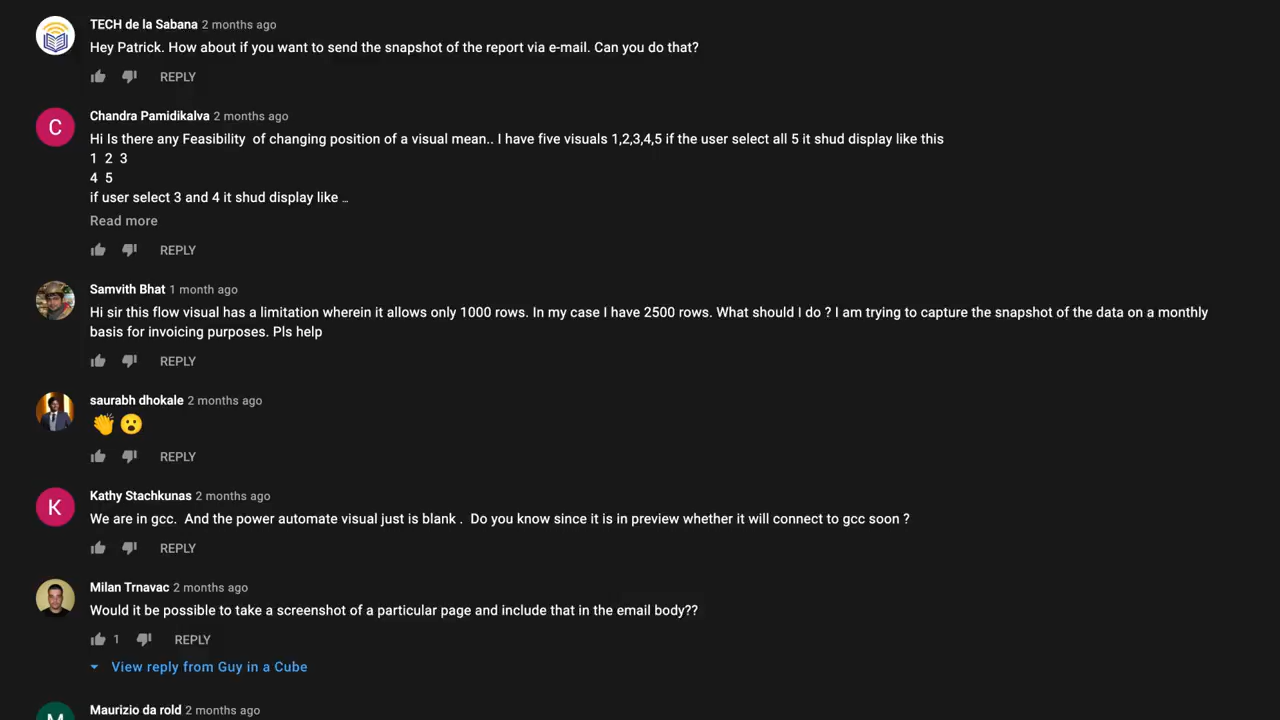 TECH de la Sabana 2 months ago
Hey Patrick. How about if you want to send the snapshot of the report via e-mail. Can you do that?
REPLY
C
Chandra Pamidikalva 2 months ago
Hi Is there any Feasibility  of changing position of a visual mean.. I have five visuals 1,2,3,4,5 if the user select all 5 it shud display like this
1  2  3
4  5
if user select 3 and 4 it shud display like ...
Read more
REPLY
Samvith Bhat 1 month ago
Hi sir this flow visual has a limitation wherein it allows only 1000 rows. In my case I have 2500 rows. What should I do ? I am trying to capture the snapshot of the data on a monthly
basis for invoicing purposes. Pls help
REPLY
saurabh dhokale 2 months ago
👏😮
REPLY
K
Kathy Stachkunas 2 months ago
We are in gcc.  And the power automate visual just is blank .  Do you know since it is in preview whether it will connect to gcc soon ?
REPLY
Milan Trnavac 2 months ago
Would it be possible to take a screenshot of a particular page and include that in the email body??
1 REPLY
View reply from Guy in a Cube
M
Maurizio da rold 2 months ago